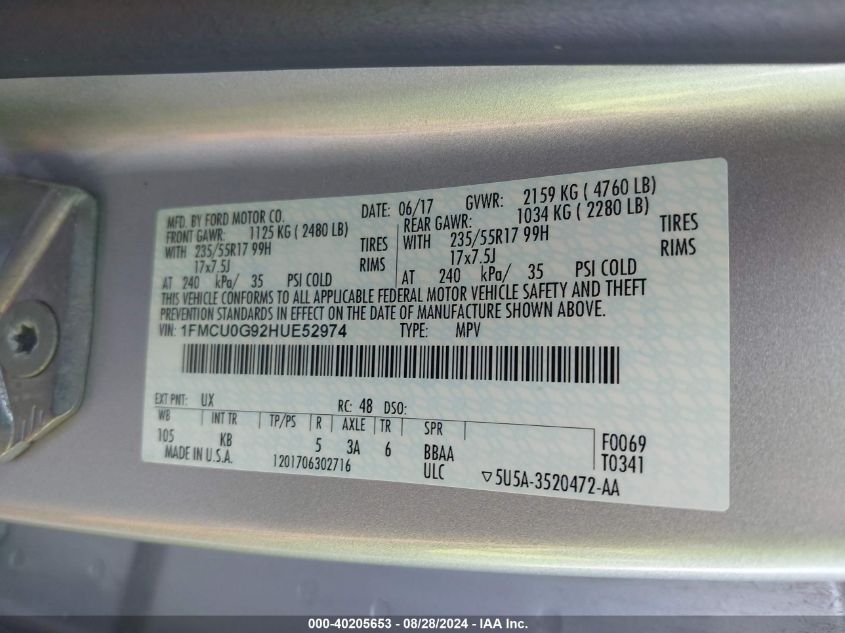 MFD. BY FORD MOTOR CO.
DATE: 06/17 GVWR: 2159 KG ( 4760 LB)
FRONT GAWR: 1125 KG ( 2480 LB)
REAR GAWR: 1034 KG ( 2280 LB)
WITH 235/55R17 99H TIRES
WITH 235/55R17 99H TIRES
17x7.5J RIMS
17x7.5J RIMS
AT 240 kPa/ 35 PSI COLD
AT 240 kPa/ 35 PSI COLD
THIS VEHICLE CONFORMS TO ALL APPLICABLE FEDERAL MOTOR VEHICLE SAFETY AND THEFT
PREVENTION STANDARDS IN EFFECT ON THE DATE OF MANUFACTURE SHOWN ABOVE.
VIN: 1FMCU0G92HUE52974 TYPE: MPV
EXT PNT: UX RC: 48 DSO:
WB INT TR TP/PS R AXLE TR SPR
105 KB 5 3A 6 BBAA F0069
MADE IN U.S.A. 1201706302716 ULC T0341
▽5U5A-3520472-AA
000-40205653 - 08/28/2024 - IAA Inc.